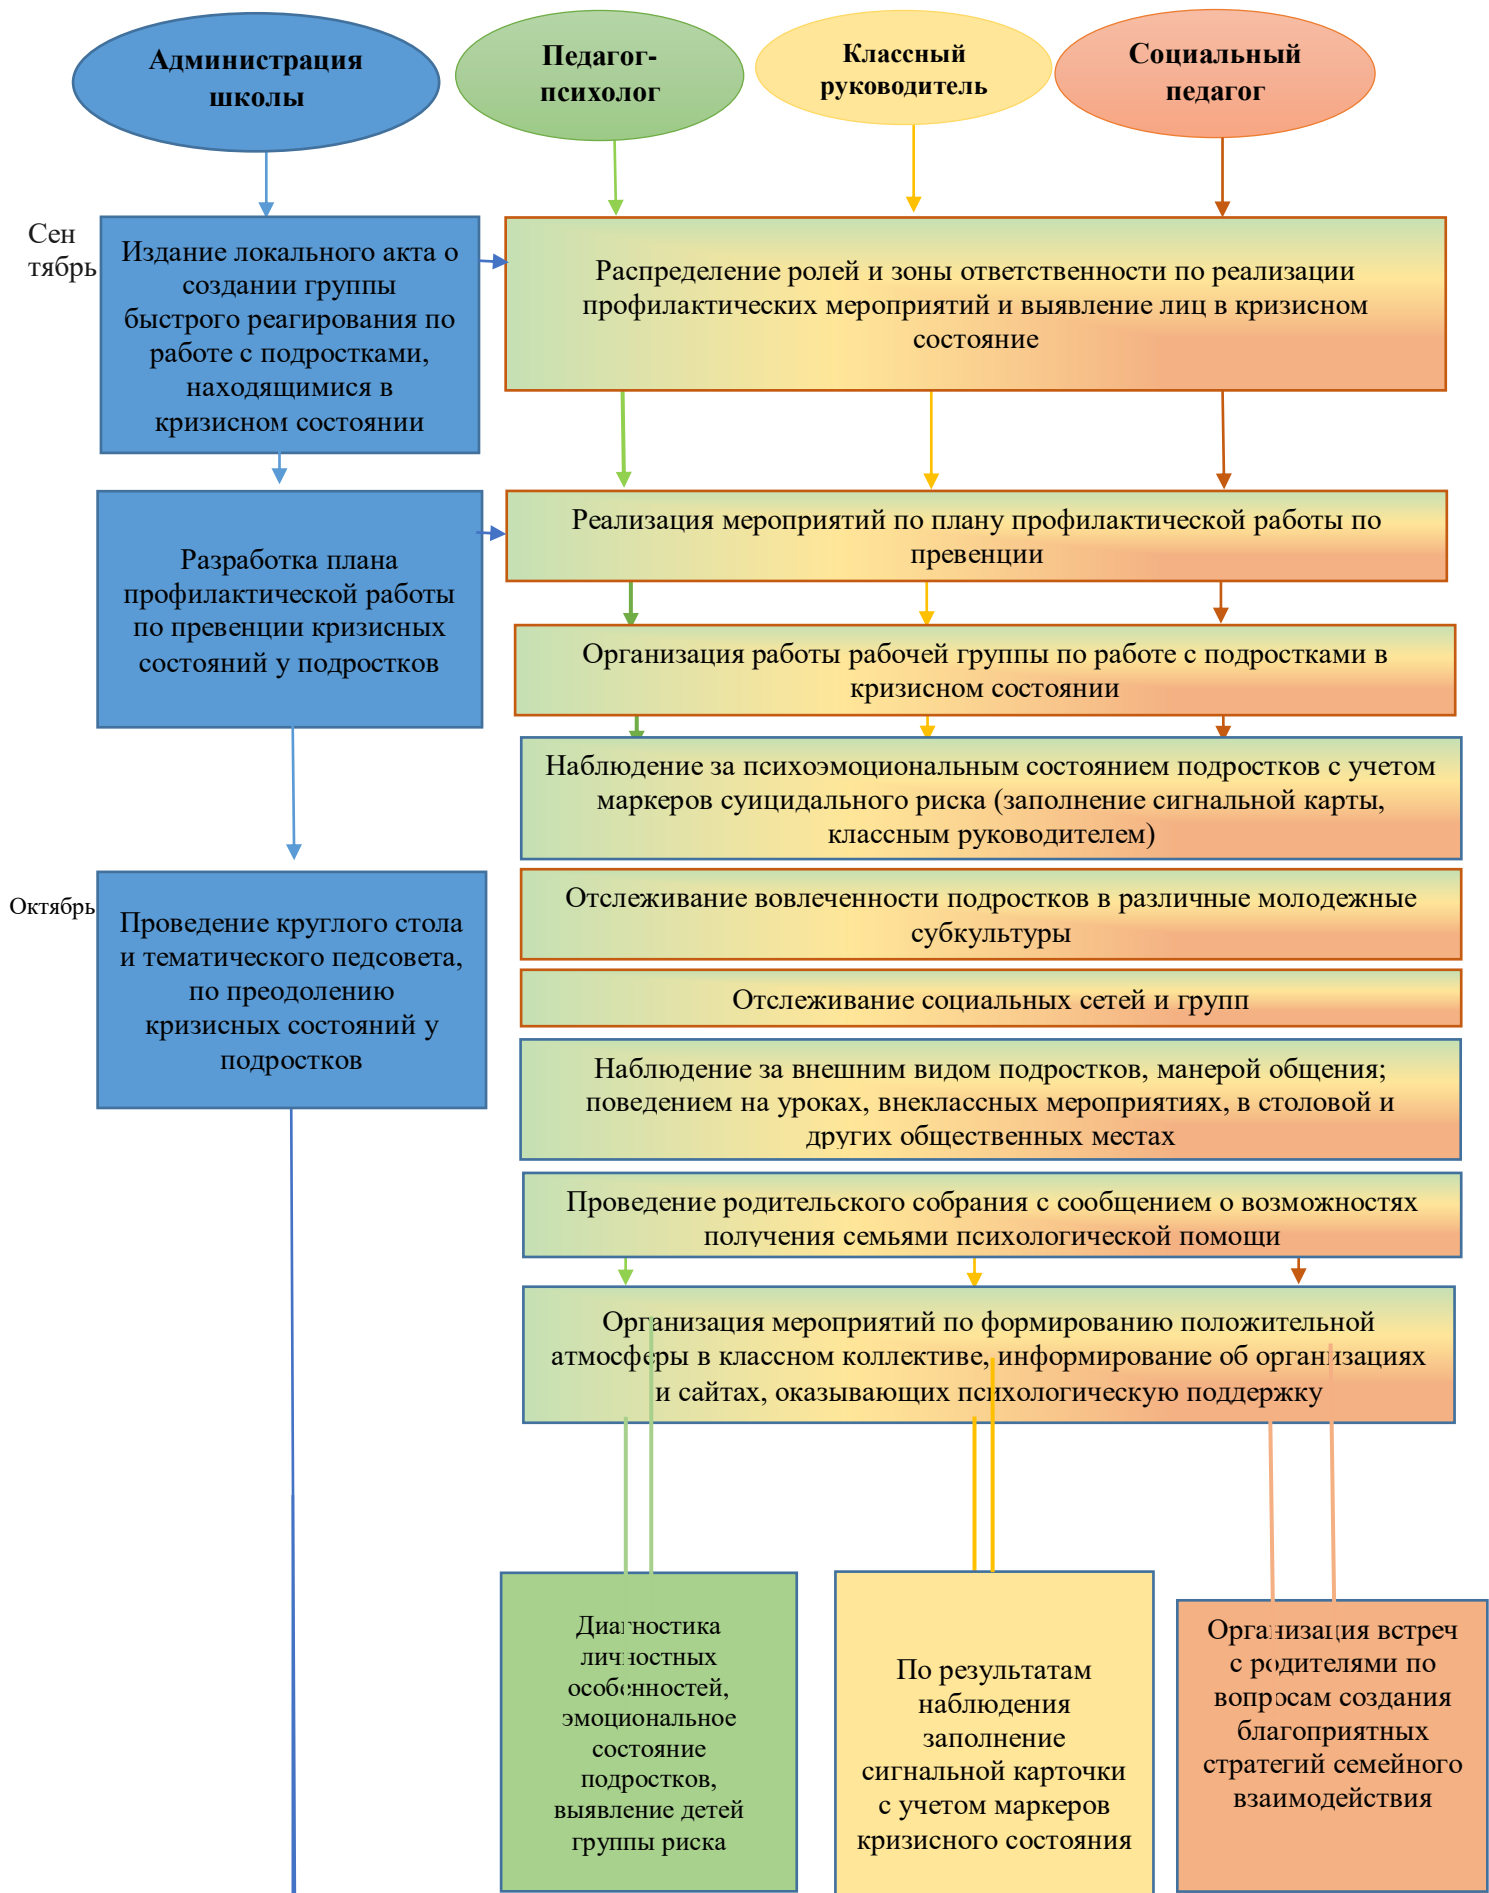 Администрация
школы
Педагог-
психолог
Классный
руководитель
Социальный
педагог
Сен
тябрь
Издание локального акта о
создании группы
быстрого реагирования по
работе с подростками,
находящимися в
кризисном состоянии
Распределение ролей и зоны ответственности по реализации
профилактических мероприятий и выявление лиц в кризисном
состояние
Разработка плана
профилактической работы
по превенции кризисных
состояний у подростков
Реализация мероприятий по плану профилактической работы по
превенции
Организация работы рабочей группы по работе с подростками в
кризисном состоянии
Наблюдение за психоэмоциональным состоянием подростков с учетом
маркеров суицидального риска (заполнение сигнальной карты,
классным руководителем)
Октябрь
Проведение круглого стола
и тематического педсовета,
по преодолению
кризисных состояний у
подростков
Отслеживание вовлеченности подростков в различные молодежные
субкультуры
Отслеживание социальных сетей и групп
Наблюдение за внешним видом подростков, манерой общения;
поведением на уроках, внеклассных мероприятиях, в столовой и
других общественных местах
Проведение родительского собрания с сообщением о возможностях
получения семьями психологической помощи
Организация мероприятий по формированию положительной
атмосферы в классном коллективе, информирование об организациях
и сайтах, оказывающих психологическую поддержку
Диагностика
личностных
особенностей,
эмоциональное
состояние
подростков,
выявление детей
группы риска
По результатам
наблюдения
заполнение
сигнальной карточки
с учетом маркеров
кризисного состояния
Организация встреч
с родителями по
вопросам создания
благоприятных
стратегий семейного
взаимодействия